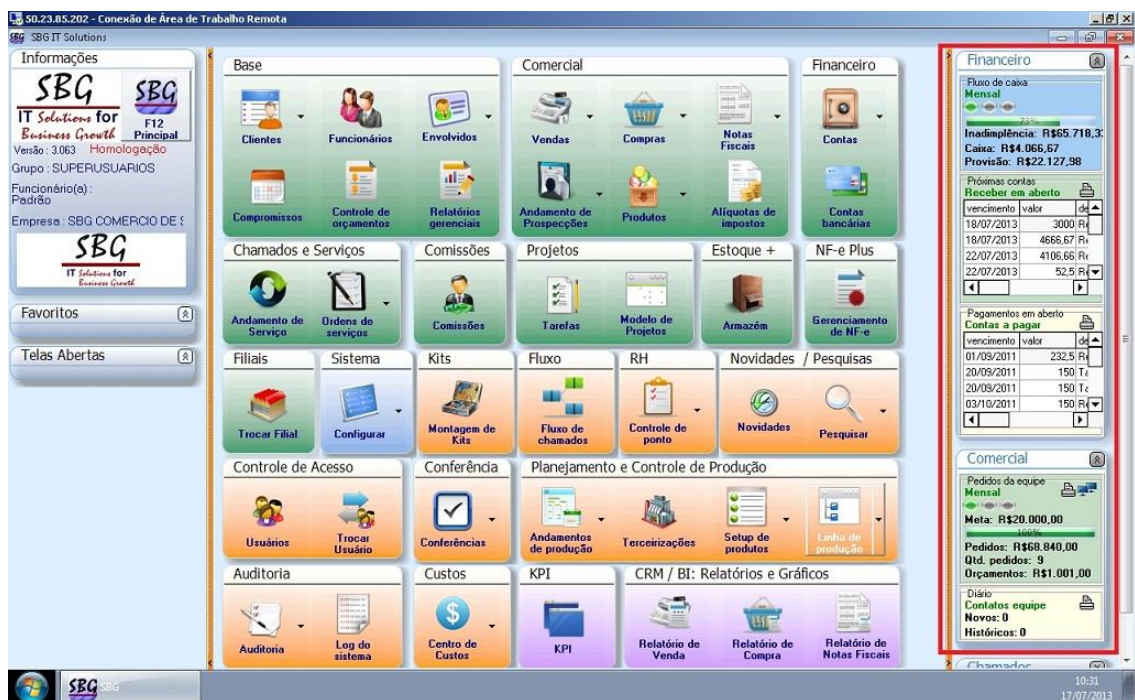 50.23.85.202 - Conexão de Área de Trabalho Remota
SBG SBG IT Solutions
Informações
SBG
IT Solutions for
Business Growth
SBG
F12
Principal
Versão : 3.063 Homologação
Grupo : SUPERUSUARIOS
Funcionário(a) :
Padrão
Empresa : SBG COMERCIO DE S
SBG
IT Solutions for
Business Growth
Favoritos
Telas Abertas
Base
Clientes
Funcionários
Envolvidos
Compromissos
Controle de
orçamentos
Relatórios
gerenciais
Comercial
Vendas
Compras
Notas
Fiscais
Andamento de
Prospecções
Produtos
Alíquotas de
impostos
Financeiro
Contas
Contas
bancárias
Chamados e Serviços
Andamento de
Serviço
Ordens de
serviços
Comissões
Comissões
Projetos
Tarefas
Modelo de
Projetos
Estoque +
Armazém
NF-e Plus
Gerenciamento
de NF-e
Filiais
Trocar Filial
Sistema
Configurar
Kits
Montagem de
Kits
Fluxo
Fluxo de
chamados
RH
Controle de
ponto
Novidades / Pesquisas
Novidades
Pesquisar
Controle de Acesso
Usuários
Trocar
Usuário
Conferência
Conferências
Planejamento e Controle de Produção
Andamentos
de produção
Terceirizações
Setup de
produtos
Linha de
produção
Auditoria
Auditoria
Log do
sistema
Custos
Centro de
Custos
KPI
KPI
CRM / BI: Relatórios e Gráficos
Relatório de
Venda
Relatório de
Compra
Relatório de
Notas Fiscais
Financeiro
Fluxo de caixa
Mensal
73%
Inadimplência: R$65.718,3
Caixa: R$4.066,67
Provisão: R$22.127,98
Próximas contas
Receber em aberto
vencimento valor de
18/07/2013 3000 Re
18/07/2013 4666,67 Re
22/07/2013 4106,66 Re
22/07/2013 52,5 Re
Pagamentos em aberto
Contas a pagar
vencimento valor de
01/09/2011 232,5 Re
20/09/2011 150 Ta
20/09/2011 150 Ta
03/10/2011 150 Re
Comercial
Pedidos da equipe
Mensal
Meta: R$20.000,00
100%
Pedidos: R$68.840,00
Qtd. pedidos: 9
Orçamentos: R$1.001,00
Diário
Contatos equipe
Novos: 0
Históricos: 0
Chamados
SBG SBG
10:31
17/07/2013